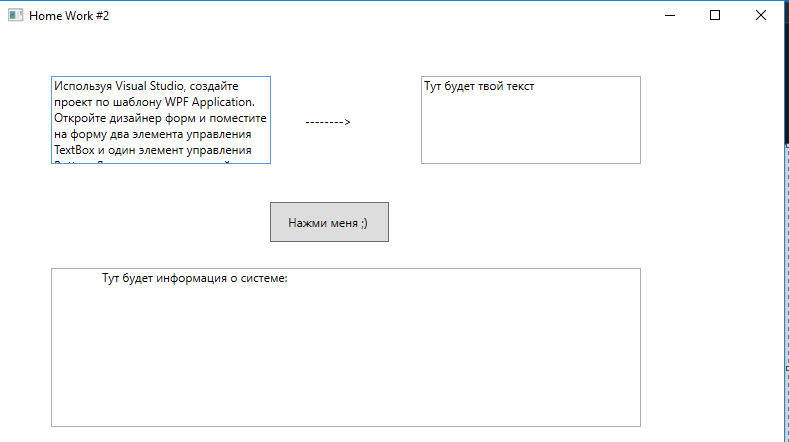 Home Work #2
Используя Visual Studio, создайте
проект по шаблону WPF Application.
Откройте дизайнер форм и поместите
на форму два элемента управления
TextBox и один элемент управления
-------->
Тут будет твой текст
Нажми меня ;)
Тут будет информация о системе: